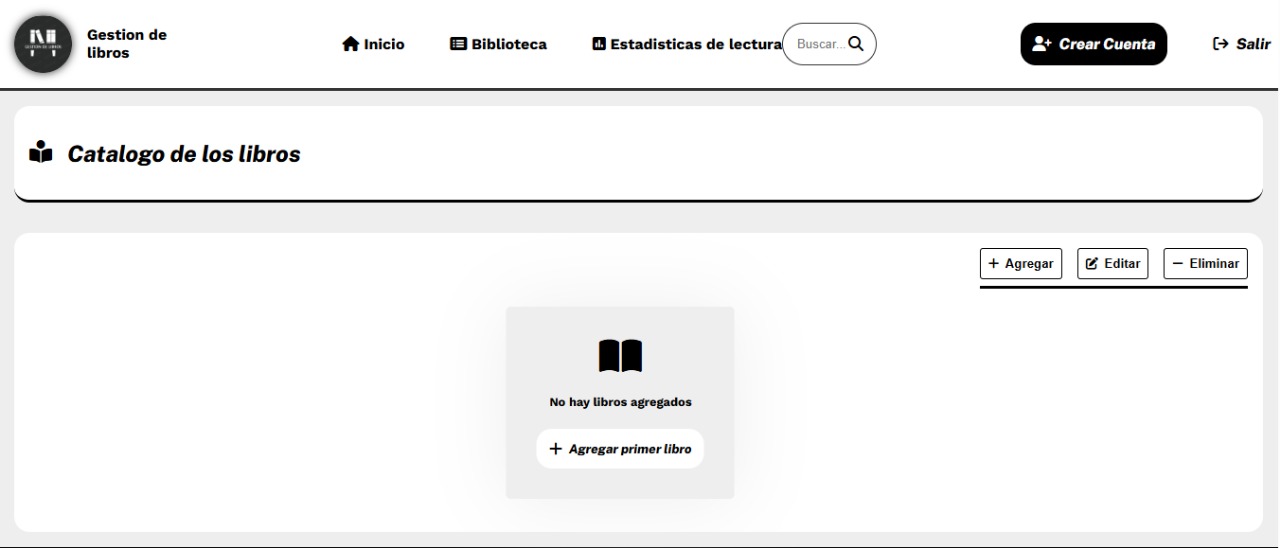 Gestion de
libros
Inicio
Biblioteca
Estadisticas de lectura
Buscar...
Crear Cuenta
Salir
Catalogo de los libros
Agregar
Editar
Eliminar
No hay libros agregados
Agregar primer libro